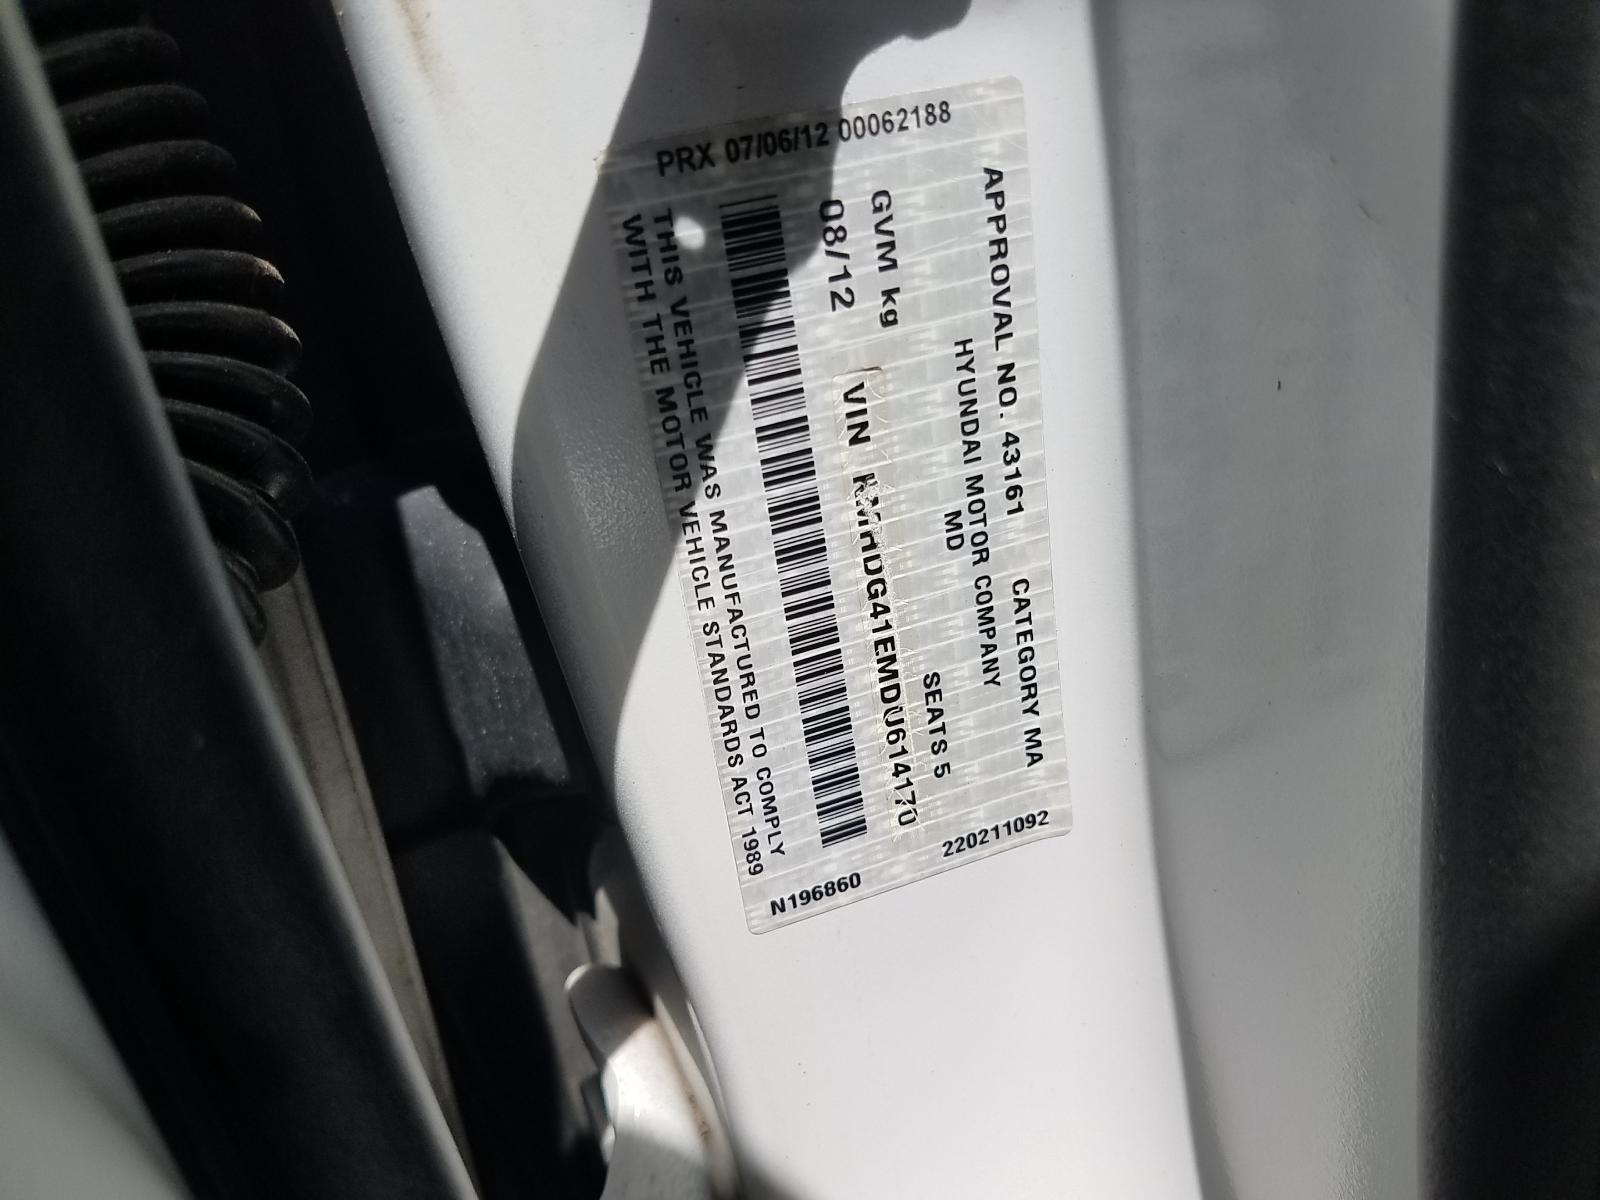 APPROVAL NO. 43161 CATEGORY MA
HYUNDAI MOTOR COMPANY
MD
GVM kg SEATS 5
08/12 VIN KMHDG41EMDU614170
THIS VEHICLE WAS MANUFACTURED TO COMPLY
WITH THE MOTOR VEHICLE STANDARDS ACT 1989
PRX 07/06/12 00062188
N196860 220211092